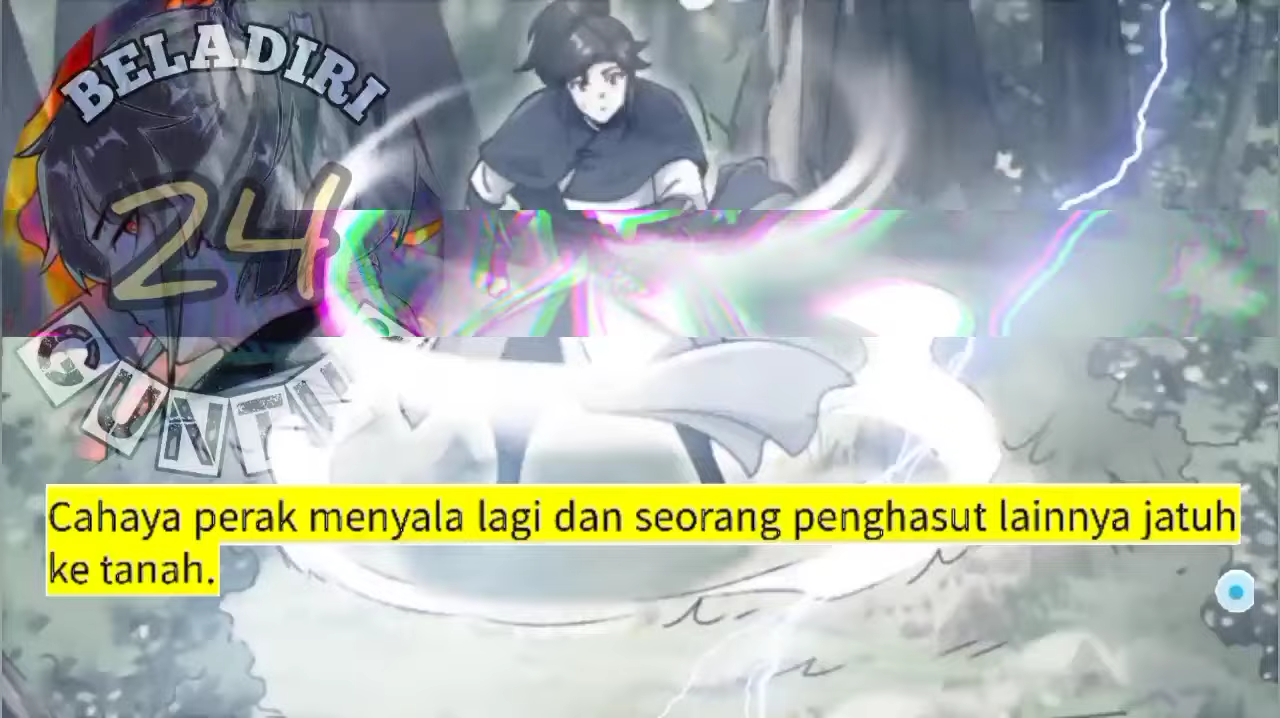 BELADIRI
24
Cahaya perak menyala lagi dan seorang penghasut lainnya jatuh
ke tanah.